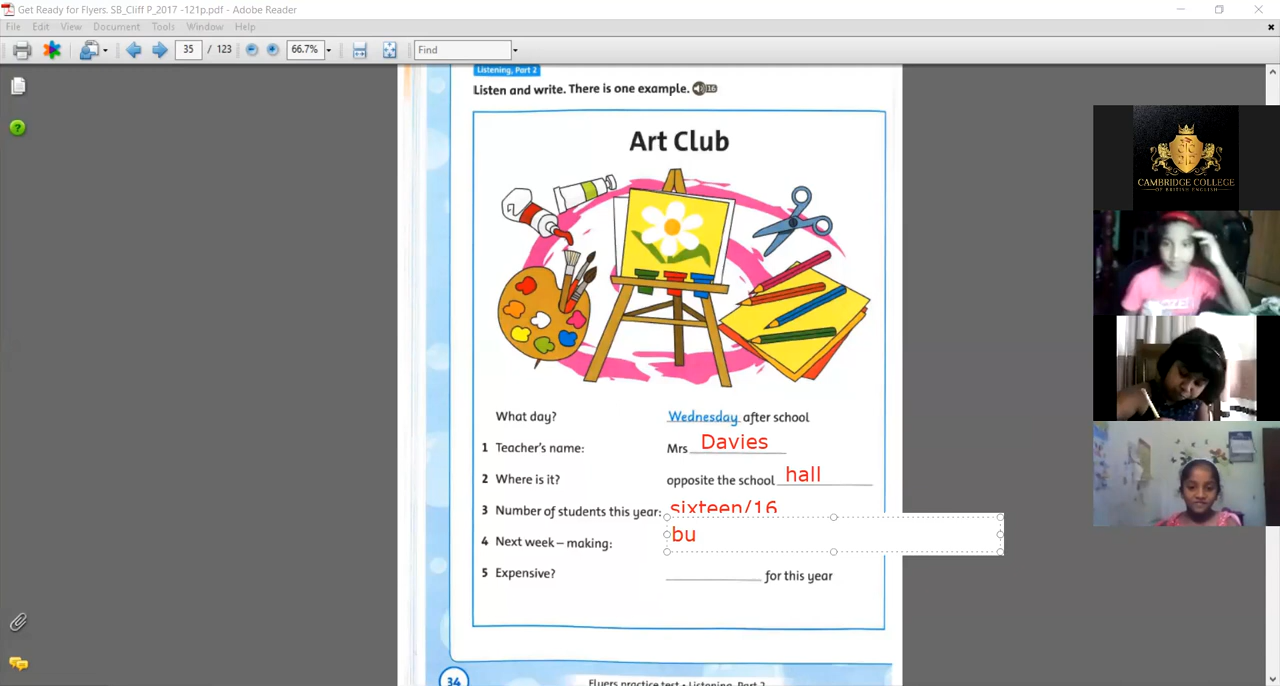 Get Ready for Flyers. SB_Cliff P_2017 -121p.pdf - Adobe Reader
File Edit View Document Tools Window Help
35 / 123 66.7% Find
Listening, Part 2
Listen and write. There is one example. 16
Art Club
CAMBRIDGE COLLEGE
OF BRITISH ENGLISH
What day? Wednesday after school
1 Teacher's name: Mrs Davies
2 Where is it? opposite the school hall
3 Number of students this year: sixteen/16
4 Next week – making: bu
5 Expensive? for this year
34 Flyers practice test • Listening, Part 2